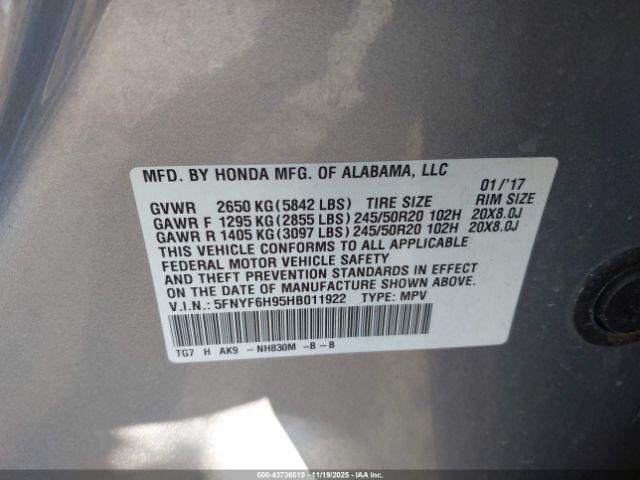 MFD. BY HONDA MFG. OF ALABAMA, LLC
01/'17
GVWR 2650 KG(5842 LBS) TIRE SIZE RIM SIZE
GAWR F 1295 KG(2855 LBS)245/50R20 102H 20X8.0J
GAWR R 1405 KG(3097 LBS)245/50R20 102H 20X8.0J
THIS VEHICLE CONFORMS TO ALL APPLICABLE
FEDERAL MOTOR VEHICLE SAFETY
AND THEFT PREVENTION STANDARDS IN EFFECT
ON THE DATE OF MANUFACTURE SHOWN ABOVE.
V.I.N.: 5FNYF6H95HB011922 TYPE: MPV
TG7 H AK9 -NH830M -B-B
000-43736510 - 11/19/2025 - IAAI.COM